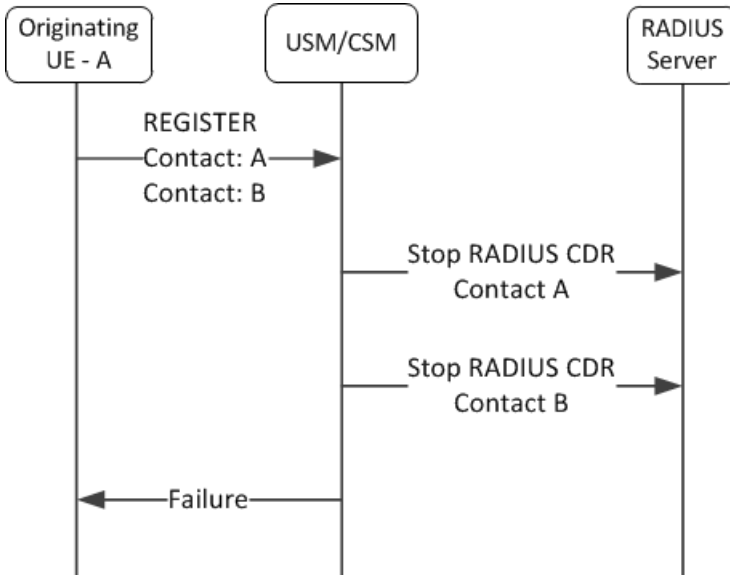 Originating
UE - A
USM/CSM
RADIUS
Server
REGISTER
Contact: A
Contact: B
Stop RADIUS CDR
Contact A
Stop RADIUS CDR
Contact B
Failure